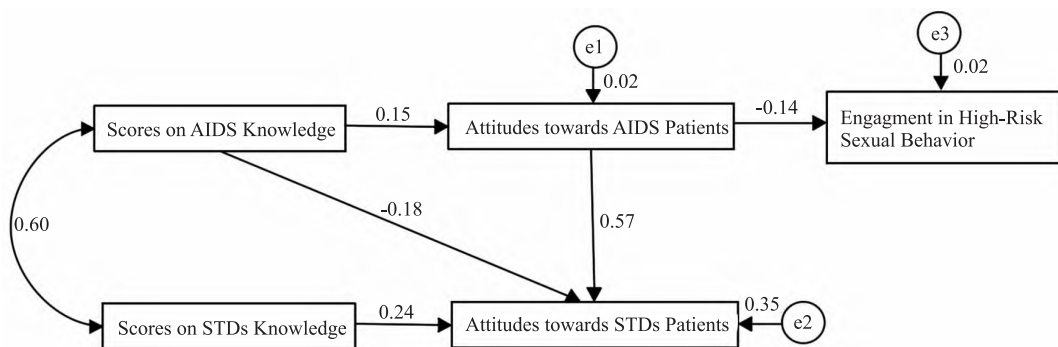 e1
e3
0.02
0.02
Scores on AIDS Knowledge
0.15
Attitudes towards AIDS Patients
-0.14
Engagment in High-Risk
Sexual Behavior
0.60
-0.18
0.57
Scores on STDs Knowledge
0.24
Attitudes towards STDs Patients
0.35
e2